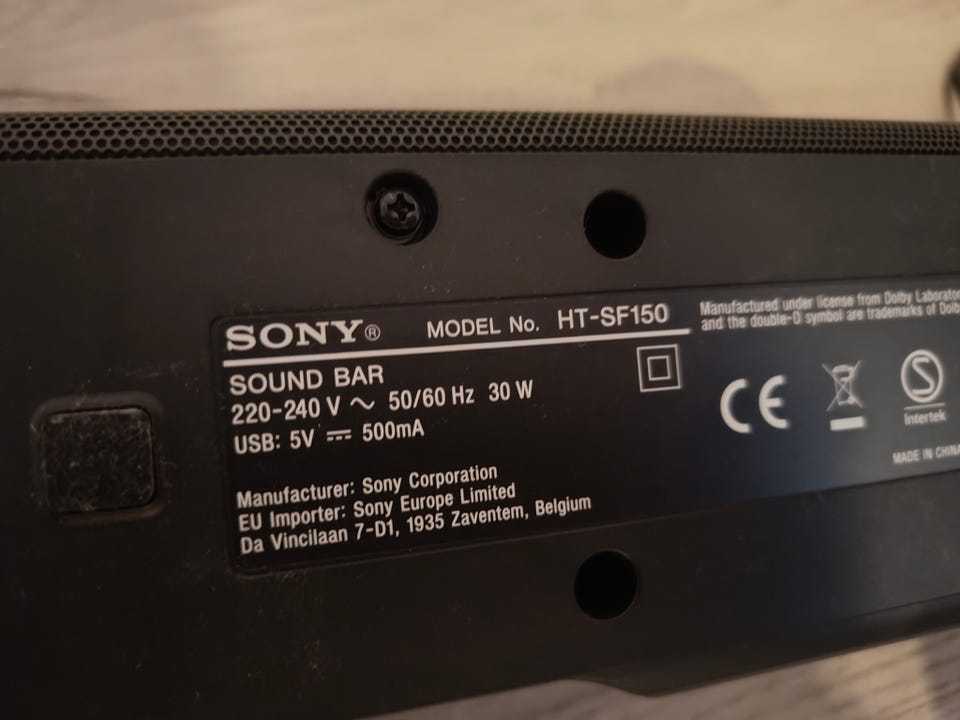 SONY® MODEL No. HT-SF150
SOUND BAR
220-240 V ~ 50/60 Hz 30 W
USB: 5V ⎓ 500mA
Manufacturer: Sony Corporation
EU Importer: Sony Europe Limited
Da Vincilaan 7-D1, 1935 Zaventem, Belgium
Manufactured under license from Dolby
and the double-D symbol are trademarks of
CE
S
Intertek
MADE IN CHINA